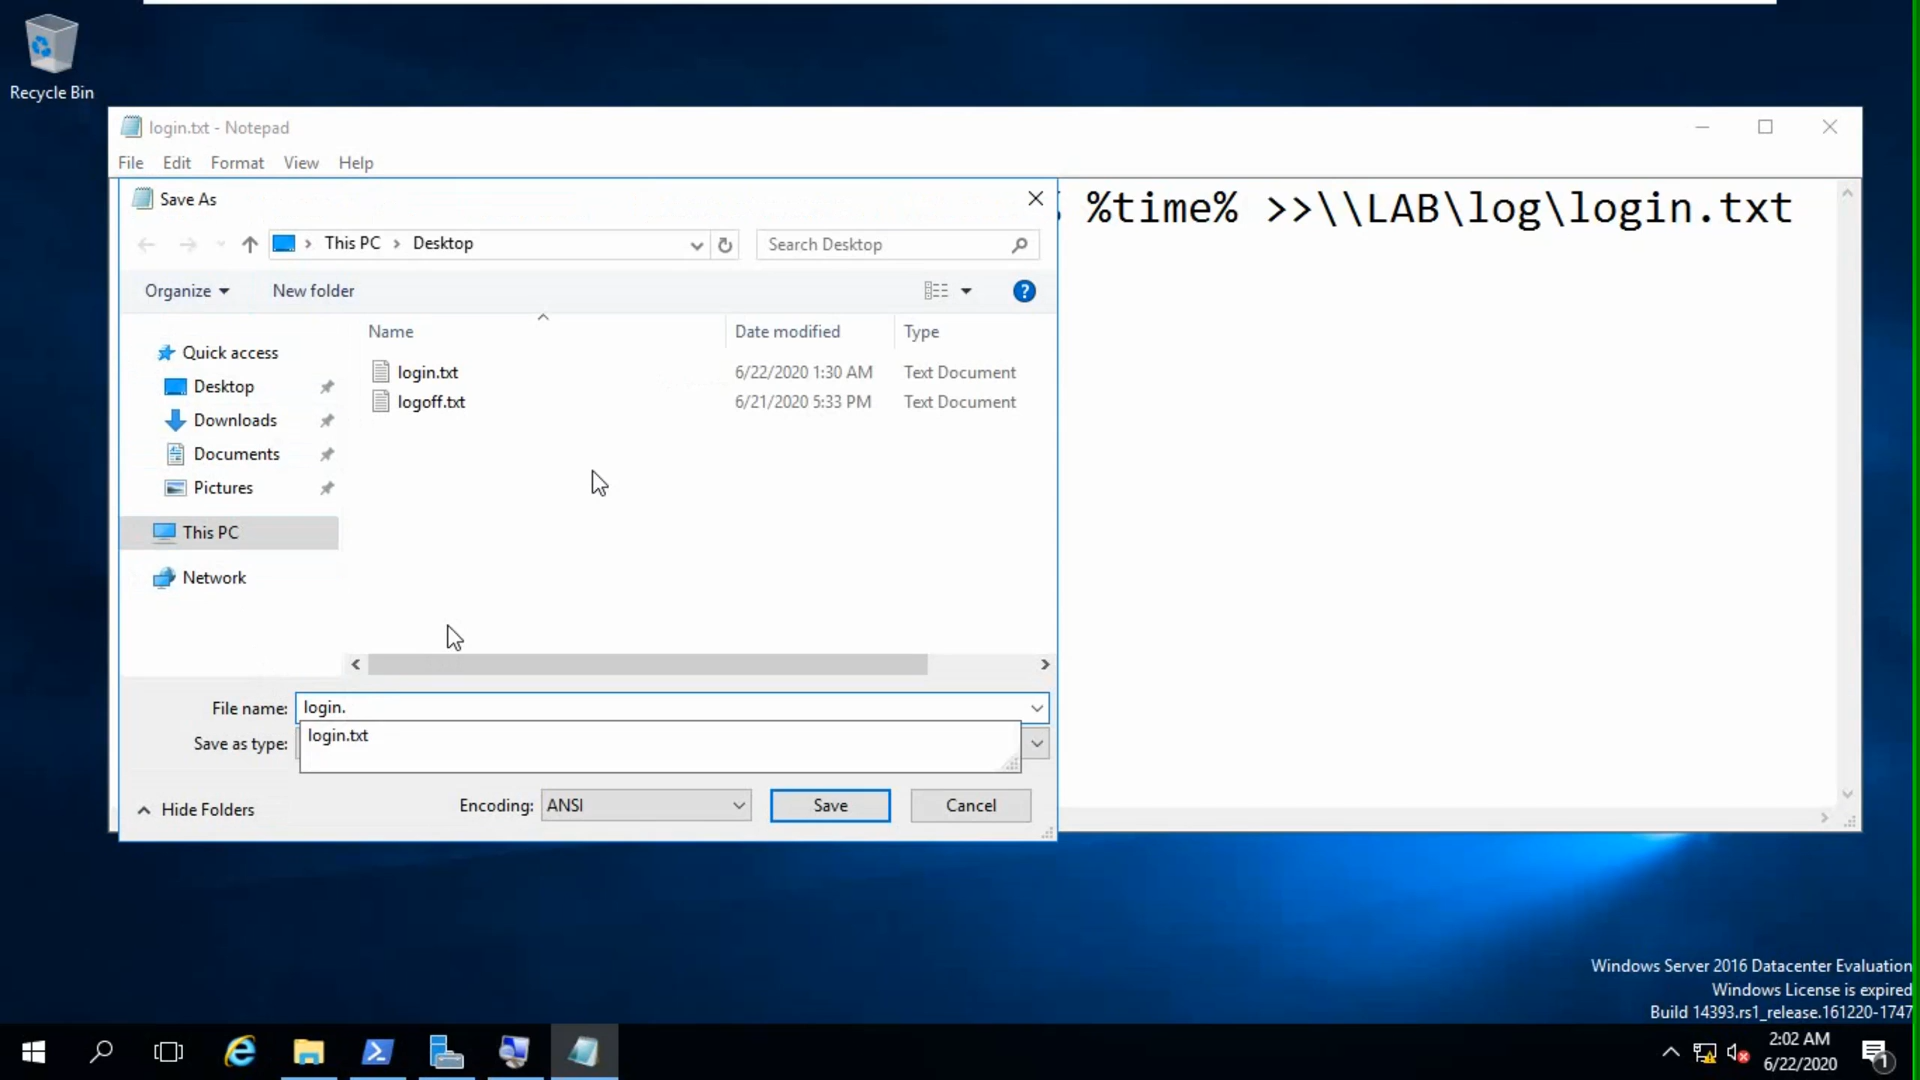 Recycle Bin
login.txt - Notepad
File Edit Format View Help
%time% >>\\LAB\log\login.txt
Save As
This PC Desktop
Search Desktop
Organize New folder
Name Date modified Type
Quick access
login.txt 6/22/2020 1:30 AM Text Document
Desktop
logoff.txt 6/21/2020 5:33 PM Text Document
Downloads
Documents
Pictures
This PC
Network
File name: login.
login.txt
Save as type:
Hide Folders
Encoding: ANSI Save Cancel
Windows Server 2016 Datacenter Evaluation
Windows License is expired
Build 14393.rs1_release.161220-1747
2:02 AM
6/22/2020
1